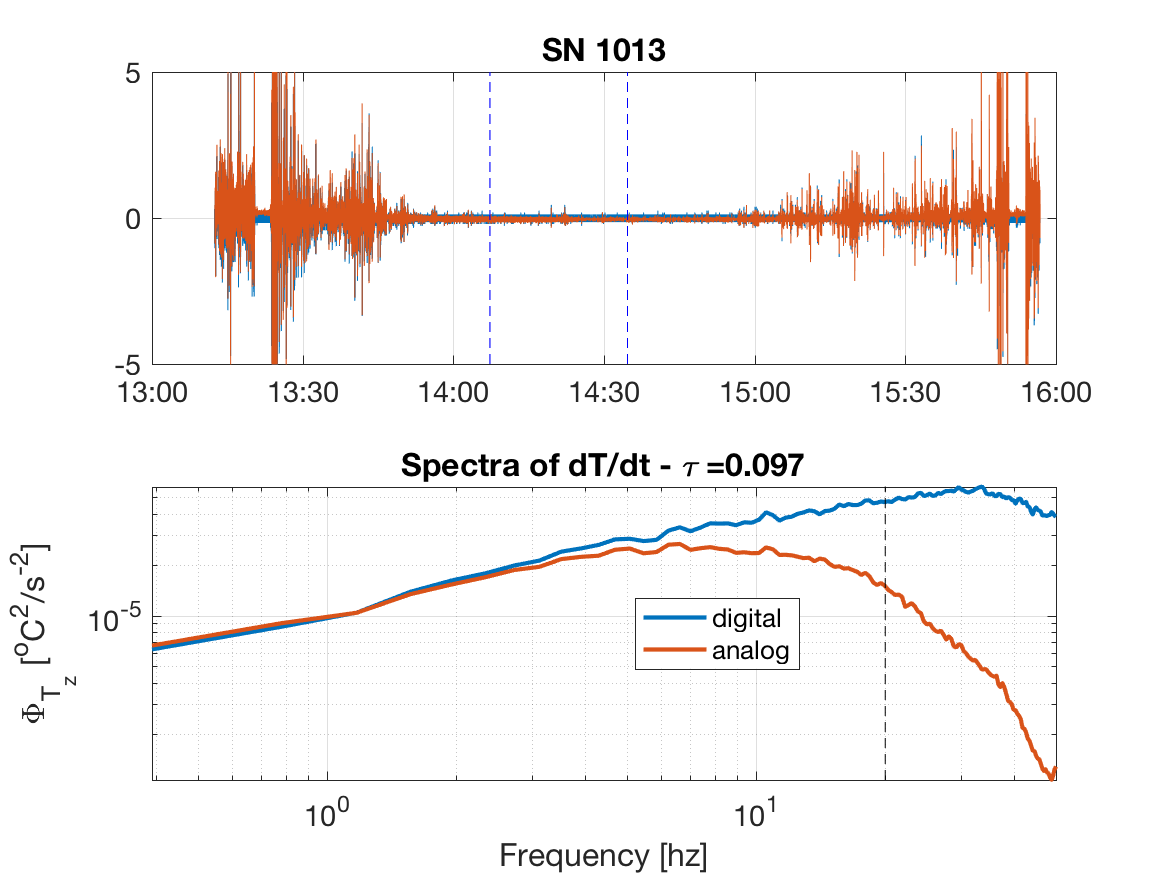 SN 1013
5
0
-5
13:00 13:30 14:00 14:30 15:00 15:30 16:00
Spectra of dT/dt - τ =0.097
Φ_{T_z} [°C²/s⁻²]
10⁻⁵
digital
analog
10⁰ 10¹
Frequency [hz]